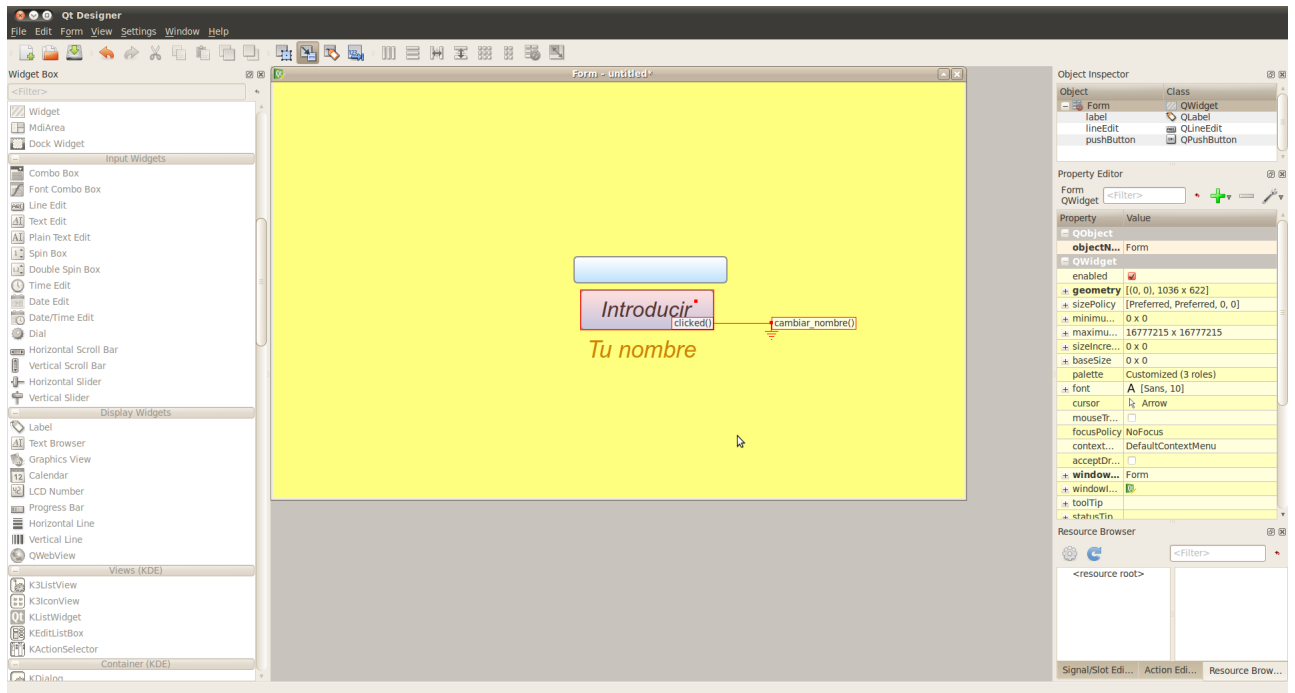 Qt Designer
File Edit Form View Settings Window Help
Widget Box
<Filter>
Widget
MdiArea
Dock Widget
Input Widgets
Combo Box
Font Combo Box
Line Edit
Text Edit
Plain Text Edit
Spin Box
Double Spin Box
Time Edit
Date Edit
Date/Time Edit
Dial
Horizontal Scroll Bar
Vertical Scroll Bar
Horizontal Slider
Vertical Slider
Display Widgets
Label
Text Browser
Graphics View
Calendar
LCD Number
Progress Bar
Horizontal Line
Vertical Line
QWebView
Views (KDE)
K3ListView
K3IconView
KListWidget
KEditListBox
KActionSelector
Container (KDE)
KDialog
Form - untitled*
Introducir
clicked()
cambiar_nombre()
Tu nombre
Object Inspector
Object Class
Form QWidget
label QLabel
lineEdit QLineEdit
pushButton QPushButton
Property Editor
Form
QWidget
<Filter>
Property Value
QObject
objectN... Form
QWidget
enabled
geometry [(0, 0), 1036 x 622]
sizePolicy [Preferred, Preferred, 0, 0]
minimu... 0 x 0
maximu... 16777215 x 16777215
sizeIncre... 0 x 0
baseSize 0 x 0
palette Customized (3 roles)
font A [Sans, 10]
cursor Arrow
mouseTr...
focusPolicy NoFocus
context... DefaultContextMenu
acceptDr...
window... Form
windowI...
toolTip
statusTip
Resource Browser
<Filter>
<resource root>
Signal/Slot Edi... Action Edi... Resource Brow...